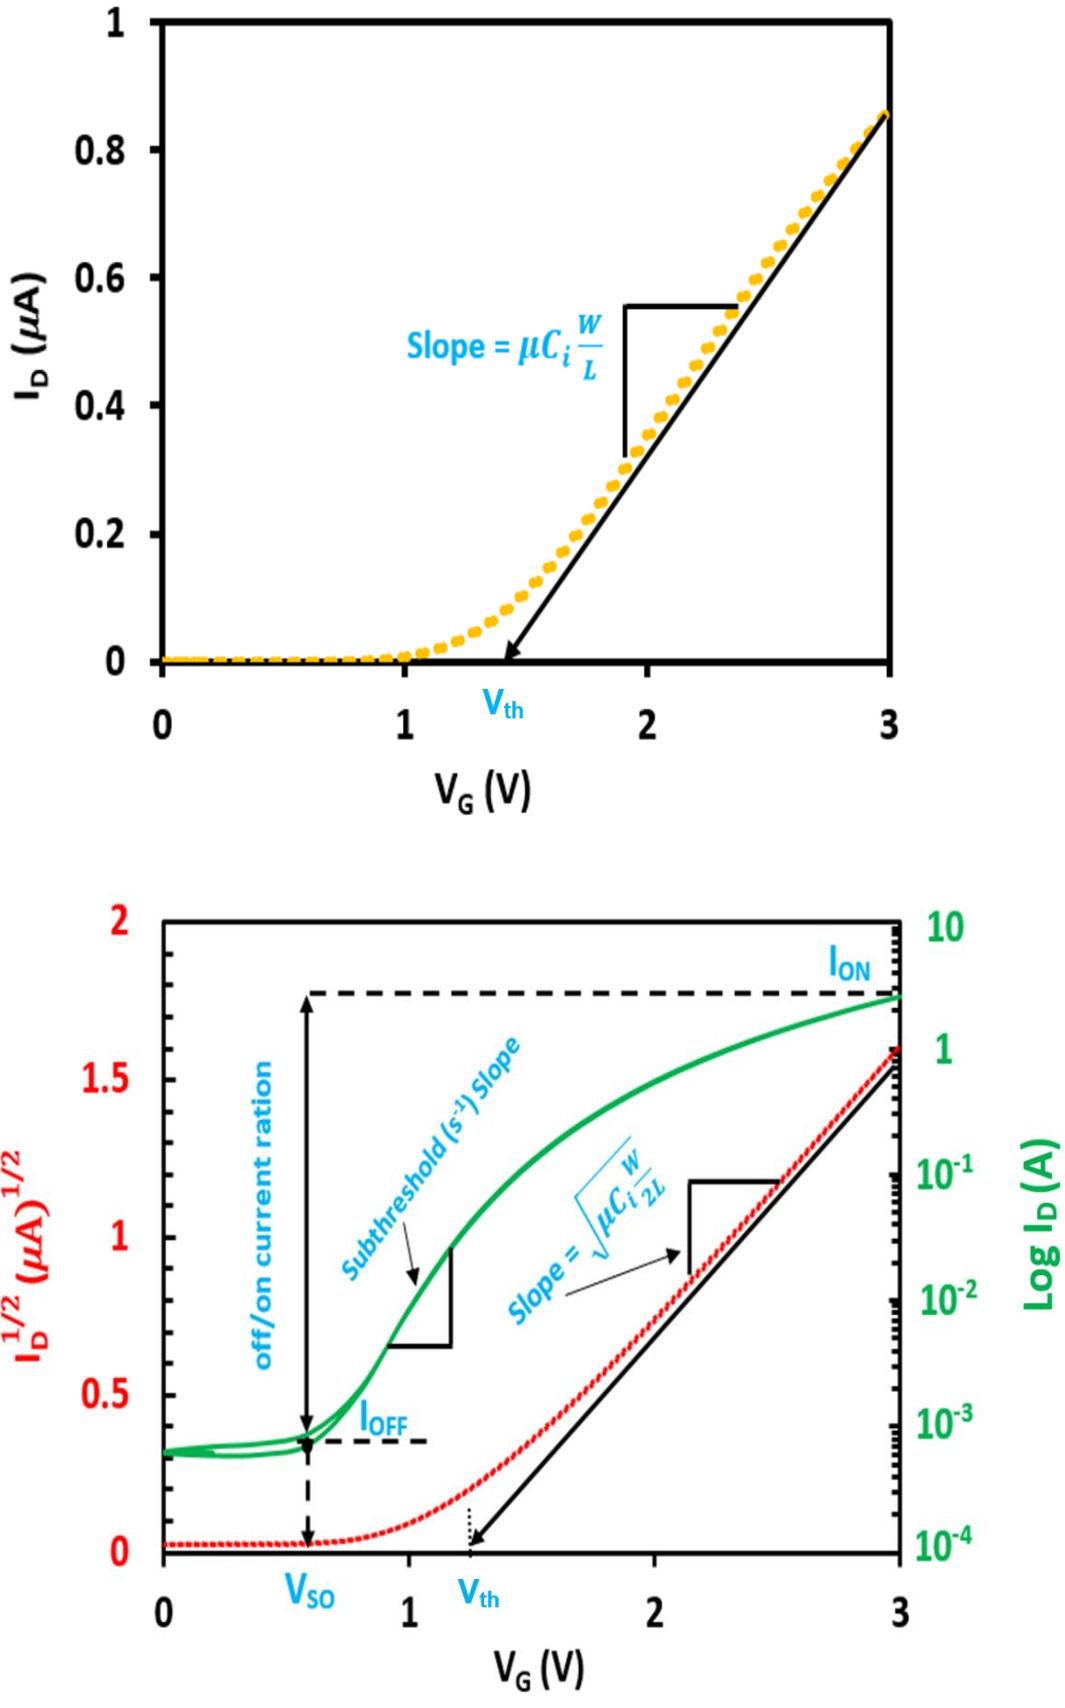 1
0.8
0.6
0.4
0.2
0
I_D (μA)
Slope = μC_i W/L
V_th
0 1 2 3
V_G (V)
2
1.5
1
0.5
0
I_D^1/2 (μA)^1/2
10
1
10^-1
10^-2
10^-3
10^-4
Log I_D (A)
I_ON
off/on current ration
Subthreshold (s^-1) Slope
Slope = √μC_i W/2L
I_OFF
V_SO
V_th
0 1 2 3
V_G (V)